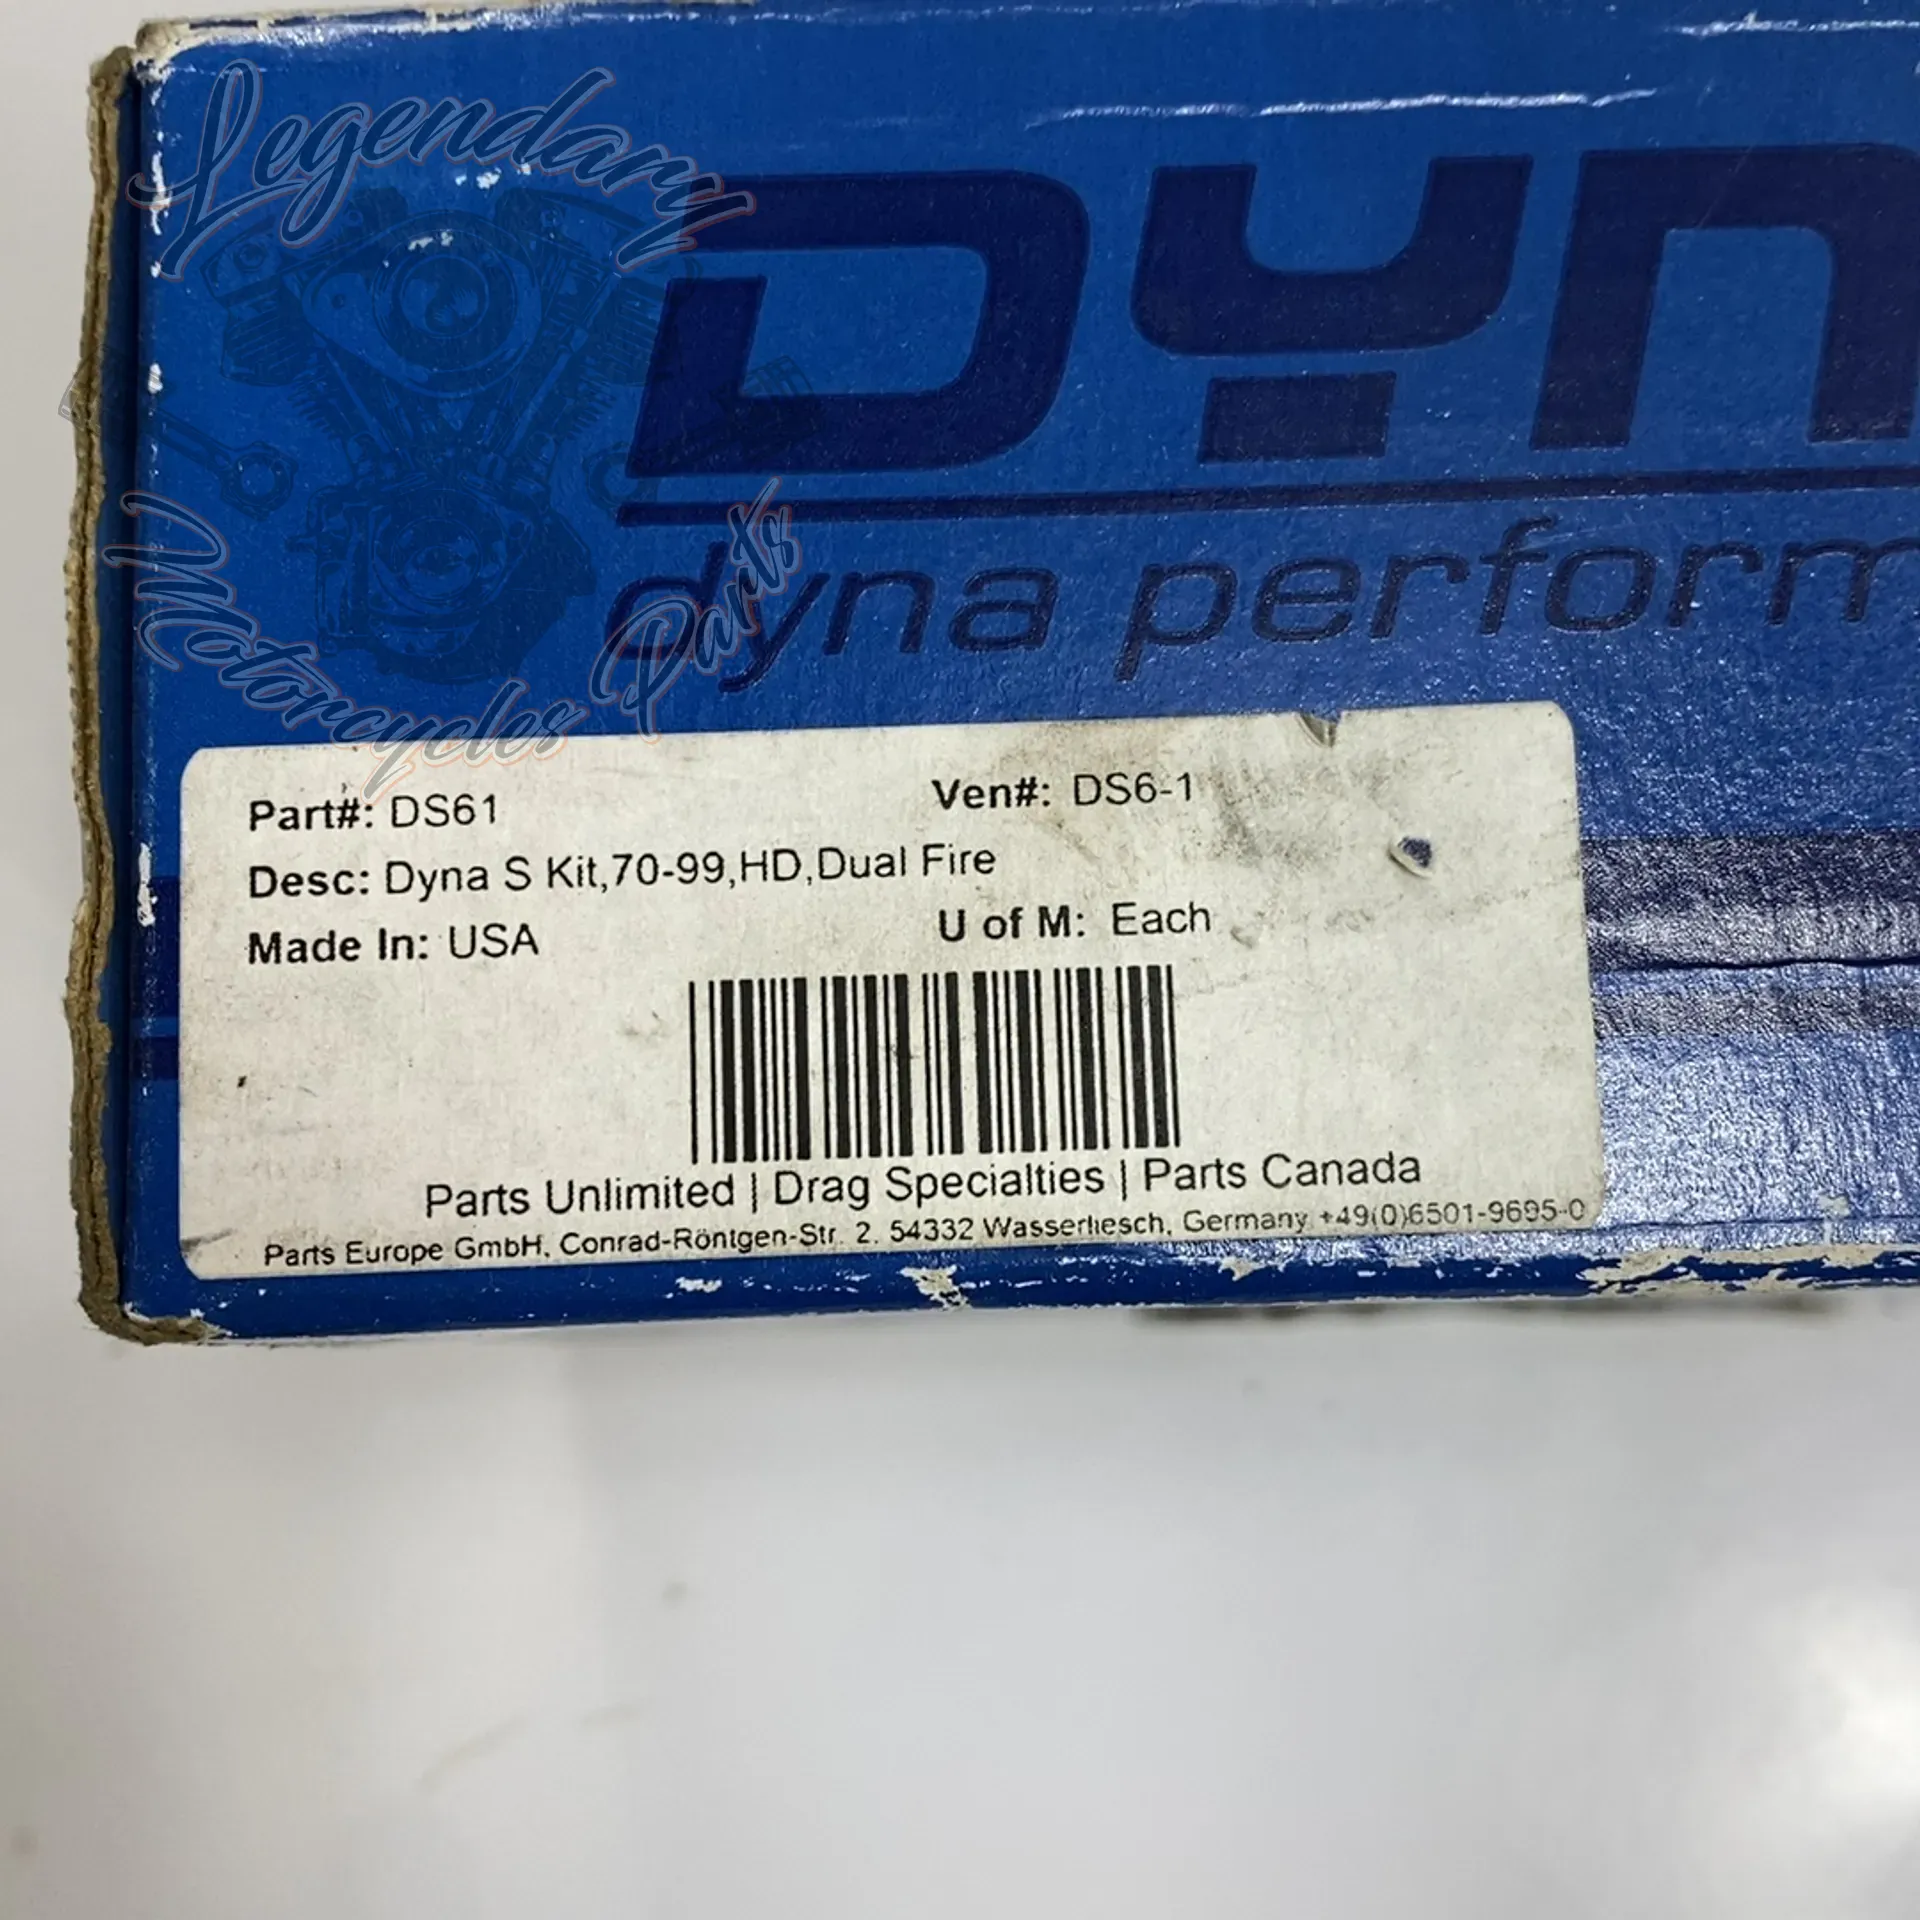 Legendary
Motorcycles Parts
DYN
dyna perform
Part#: DS61 Ven#: DS6-1
Desc: Dyna S Kit,70-99,HD,Dual Fire
Made In: USA U of M: Each
Parts Unlimited | Drag Specialties | Parts Canada
Parts Europe GmbH, Conrad-Röntgen-Str. 2. 54332 Wasserliesch, Germany +49(0)6501-9695-0